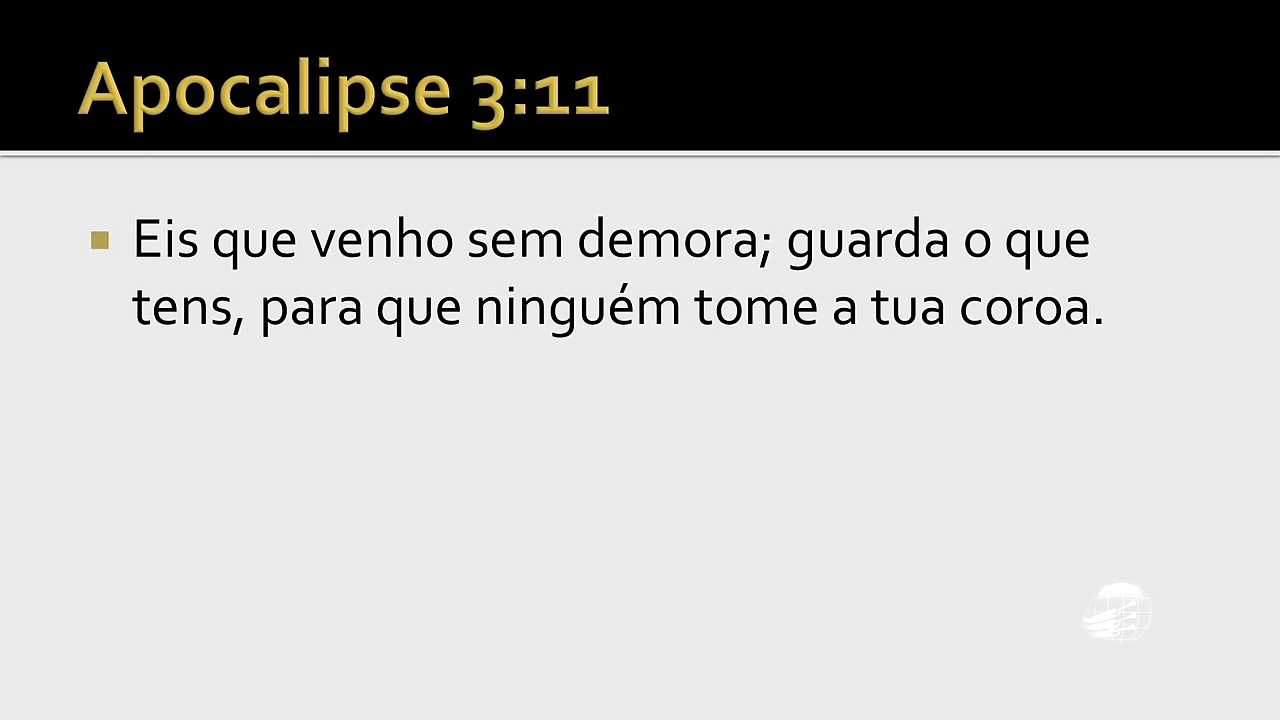 Apocalipse 3:11
Eis que venho sem demora; guarda o que
tens, para que ninguém tome a tua coroa.